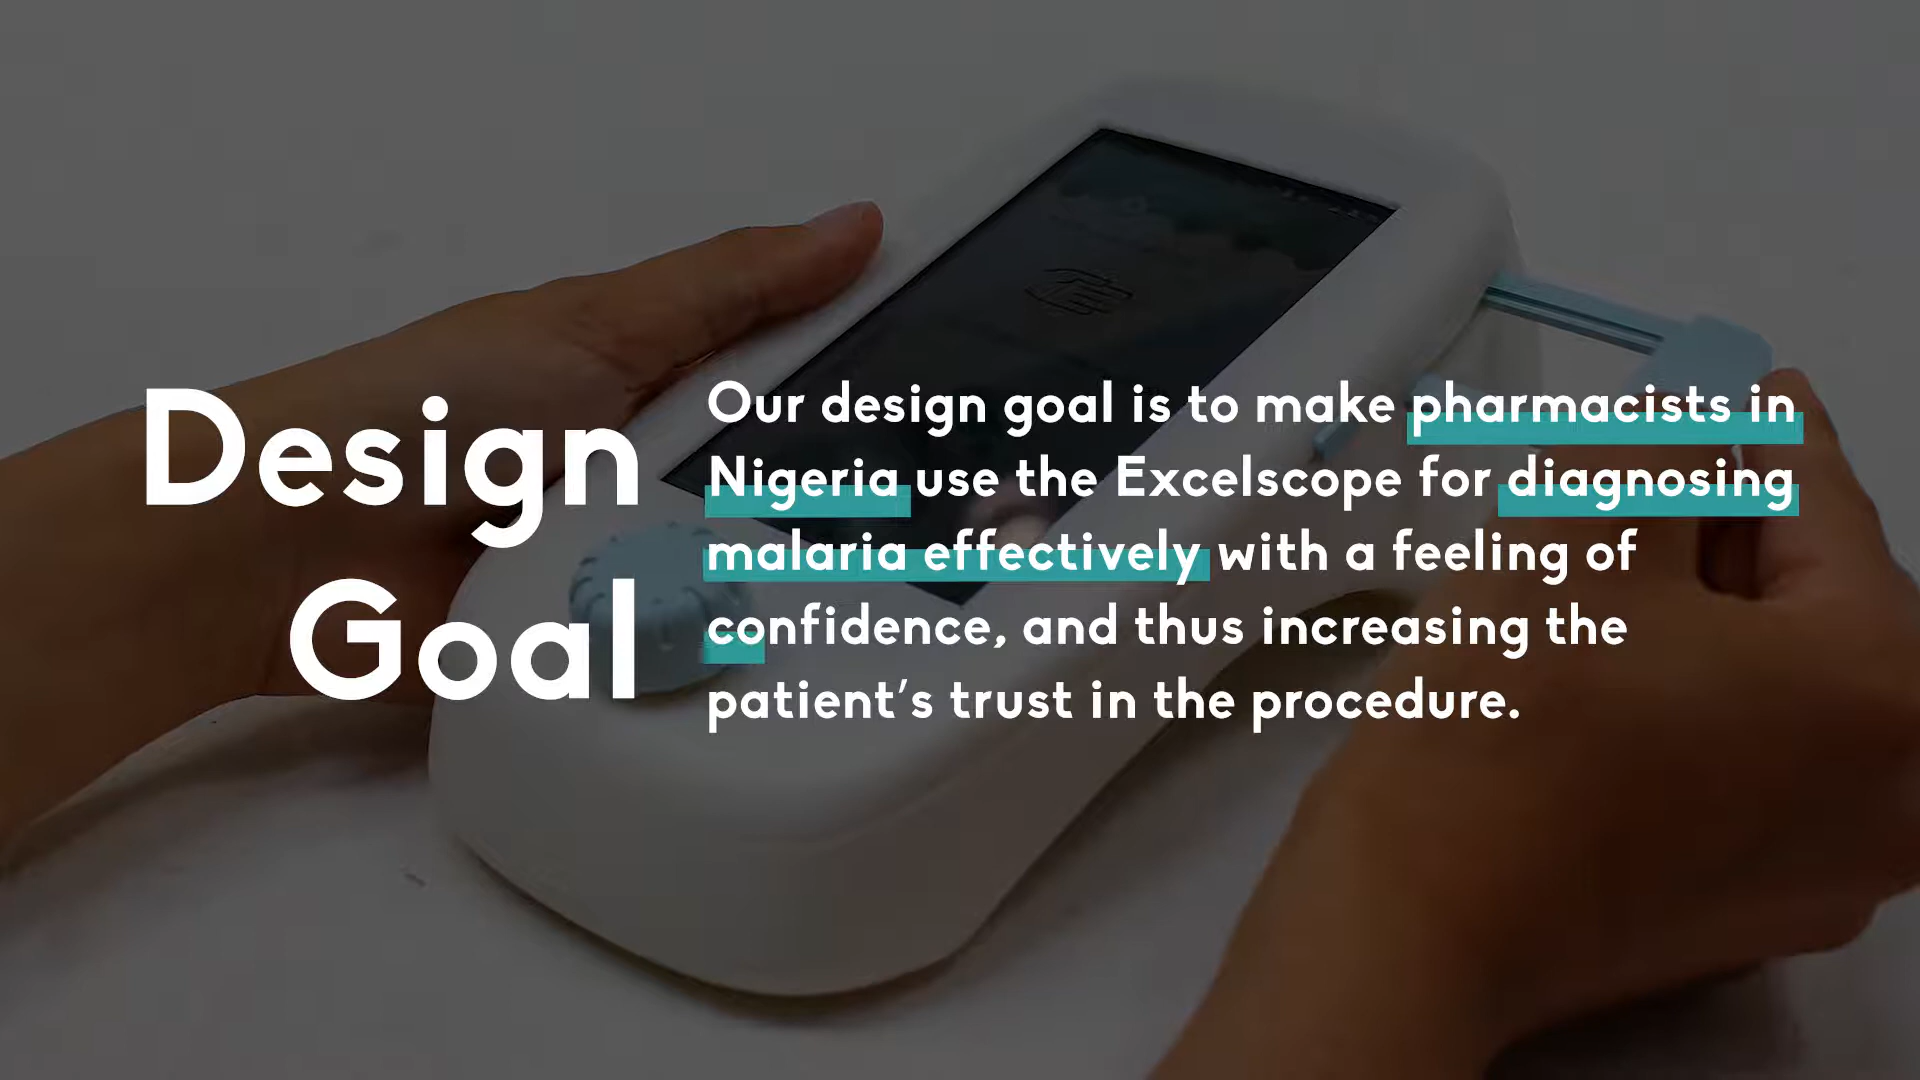 Design
Goal
Our design goal is to make pharmacists in
Nigeria use the Excelscope for diagnosing
malaria effectively with a feeling of
confidence, and thus increasing the
patient's trust in the procedure.